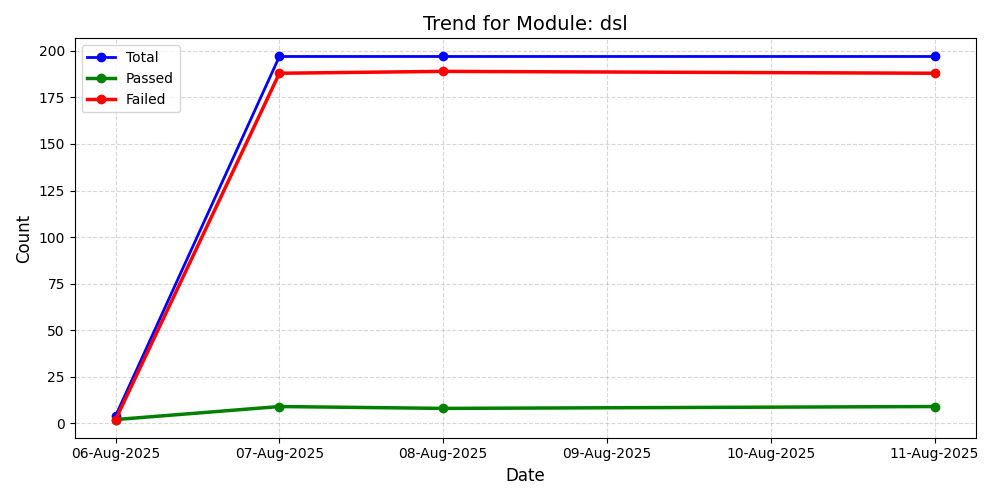 Trend for Module: dsl
Total
Passed
Failed
200
175
150
125
100
75
50
25
0
Count
06-Aug-2025 07-Aug-2025 08-Aug-2025 09-Aug-2025 10-Aug-2025 11-Aug-2025
Date